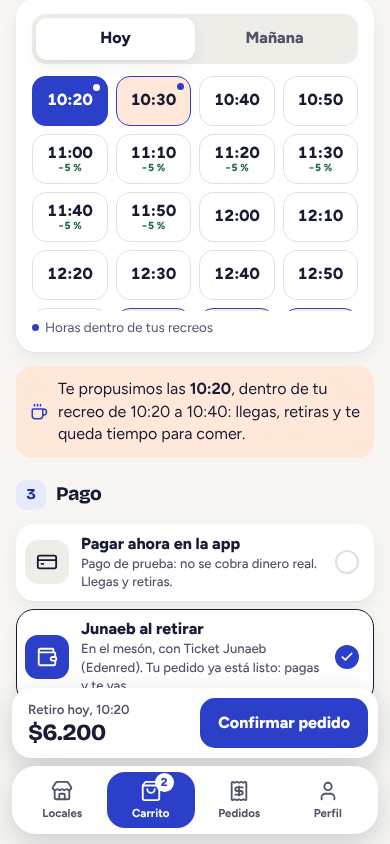 Hoy
Mañana
10:20
10:30
10:40
10:50
11:00
11:10
11:20
11:30
-5 %
-5 %
-5 %
-5 %
11:40
11:50
12:00
12:10
-5 %
-5 %
12:20
12:30
12:40
12:50
Horas dentro de tus recreos
Te propusimos las 10:20, dentro de tu
recreo de 10:20 a 10:40: llegas, retiras y te
queda tiempo para comer.
3 Pago
Pagar ahora en la app
Pago de prueba: no se cobra dinero real.
Llegas y retiras.
Junaeb al retirar
En el mesón, con Ticket Junaeb
(Edenred). Tu pedido ya está listo: pagas
y te vas.
Retiro hoy, 10:20
$6.200
Confirmar pedido
2
Locales
Carrito
Pedidos
Perfil